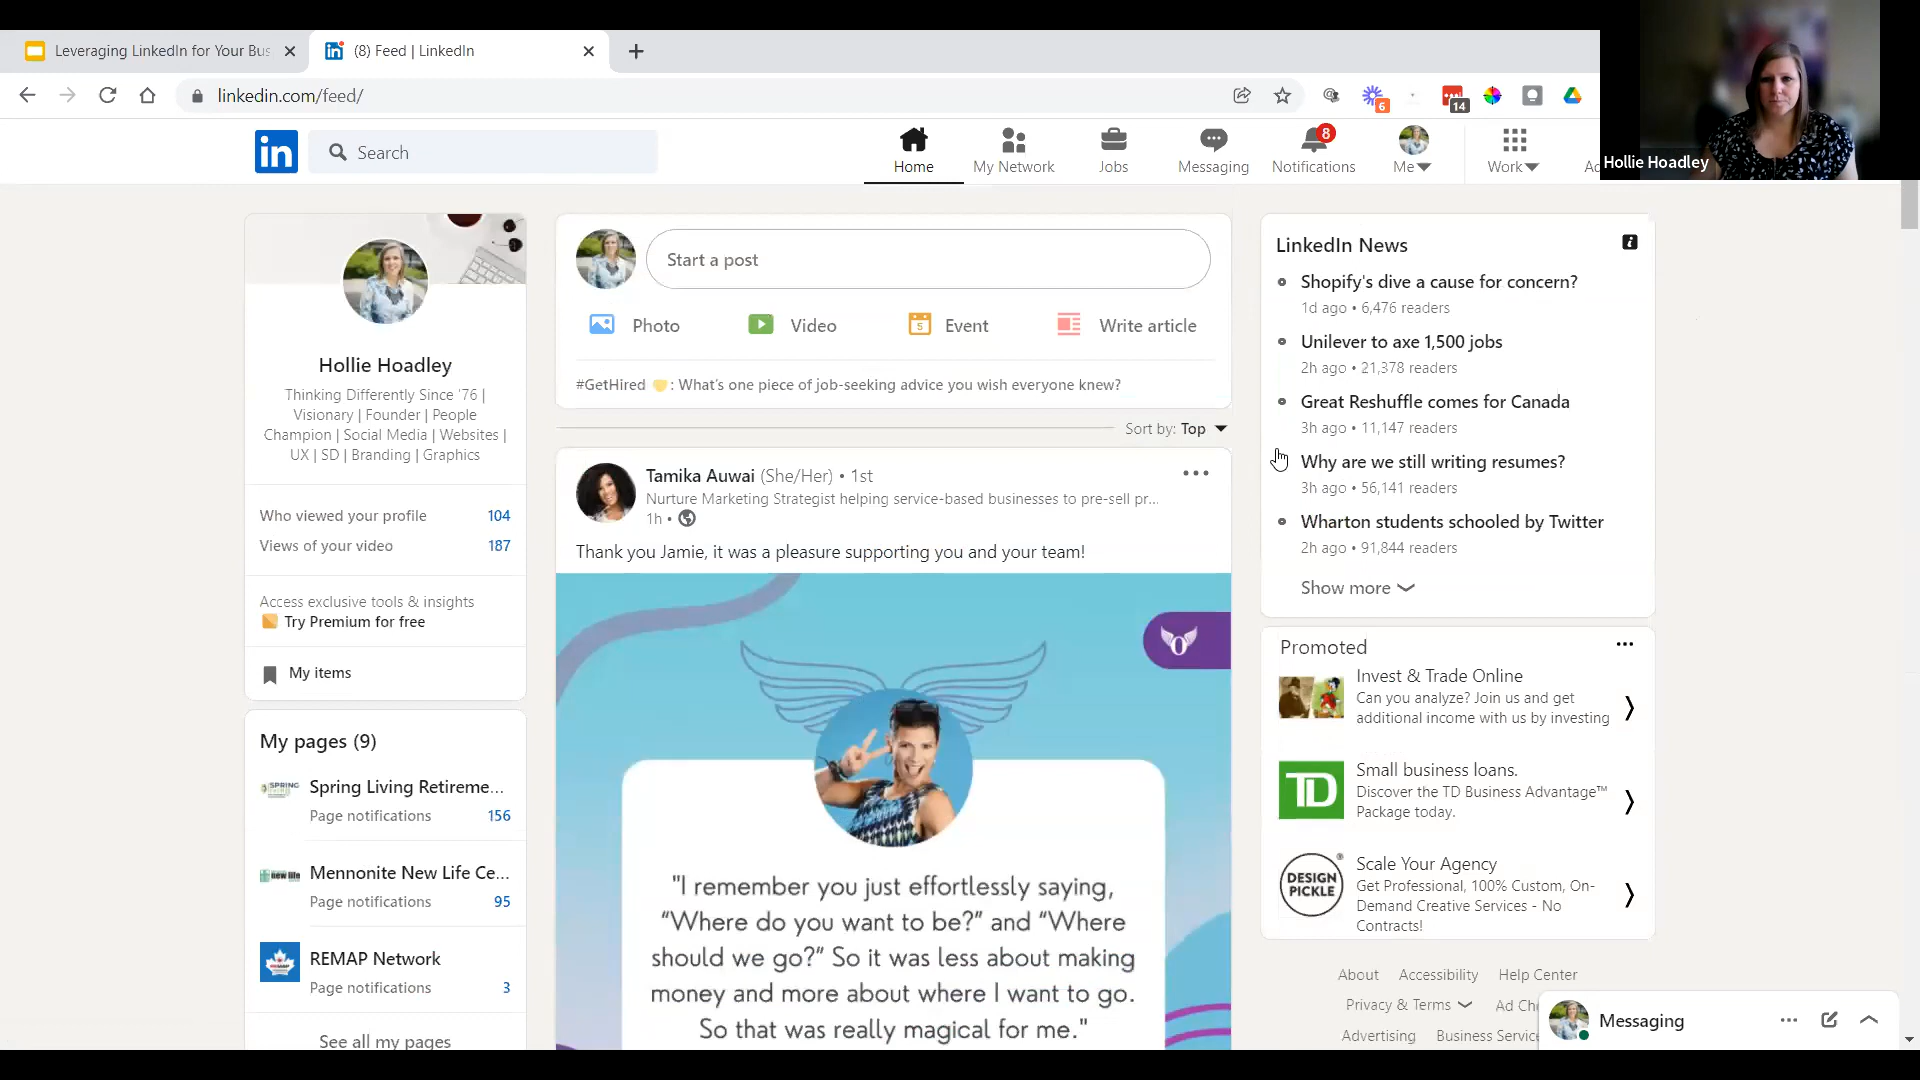 Leveraging LinkedIn for Your Bus
(8) Feed | LinkedIn
linkedin.com/feed/
6
14
Hollie Hoadley
in
Search
Home
My Network
Jobs
Messaging
8
Notifications
Me
Work
Hollie Hoadley
Thinking Differently Since '76 |
Visionary | Founder | People
Champion | Social Media | Websites |
UX | SD | Branding | Graphics
Who viewed your profile 104
Views of your video 187
Access exclusive tools & insights
Try Premium for free
My items
My pages (9)
Spring Living Retireme...
Page notifications 156
Mennonite New Life Ce...
Page notifications 95
REMAP Network
Page notifications 3
See all my pages
Start a post
Photo
Video
5
Event
Write article
#GetHired : What's one piece of job-seeking advice you wish everyone knew?
Sort by: Top
Tamika Auwai (She/Her) • 1st
Nurture Marketing Strategist helping service-based businesses to pre-sell pr...
1h •
Thank you Jamie, it was a pleasure supporting you and your team!
"I remember you just effortlessly saying,
“Where do you want to be?” and “Where
should we go?” So it was less about making
money and more about where I want to go.
So that was really magical for me."
LinkedIn News
Shopify's dive a cause for concern?
1d ago • 6,476 readers
Unilever to axe 1,500 jobs
2h ago • 21,378 readers
Great Reshuffle comes for Canada
3h ago • 11,147 readers
Why are we still writing resumes?
3h ago • 56,141 readers
Wharton students schooled by Twitter
2h ago • 91,844 readers
Show more
Promoted
Invest & Trade Online
Can you analyze? Join us and get
additional income with us by investing
TD
Small business loans.
Discover the TD Business Advantage™
Package today.
DESIGN
PICKLE
Scale Your Agency
Get Professional, 100% Custom, On-
Demand Creative Services - No
Contracts!
About Accessibility Help Center
Privacy & Terms Ad Ch
Advertising Business Service
Messaging